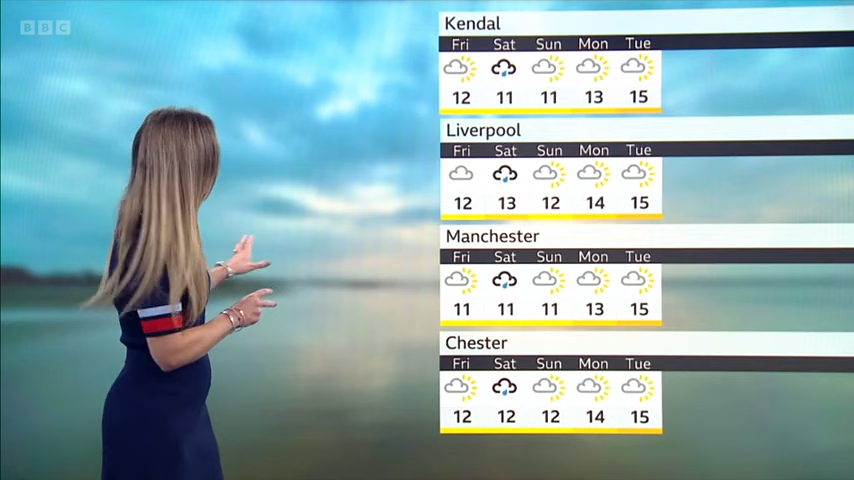 BBC
Kendal
Fri Sat Sun Mon Tue
12 11 11 13 15
Liverpool
Fri Sat Sun Mon Tue
12 13 12 14 15
Manchester
Fri Sat Sun Mon Tue
11 11 11 13 15
Chester
Fri Sat Sun Mon Tue
12 12 12 14 15